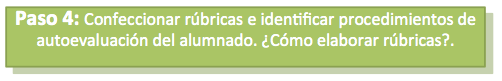 Paso 4: Confeccionar rúbricas e identificar procedimientos de
autoevaluación del alumnado. ¿Cómo elaborar rúbricas?.